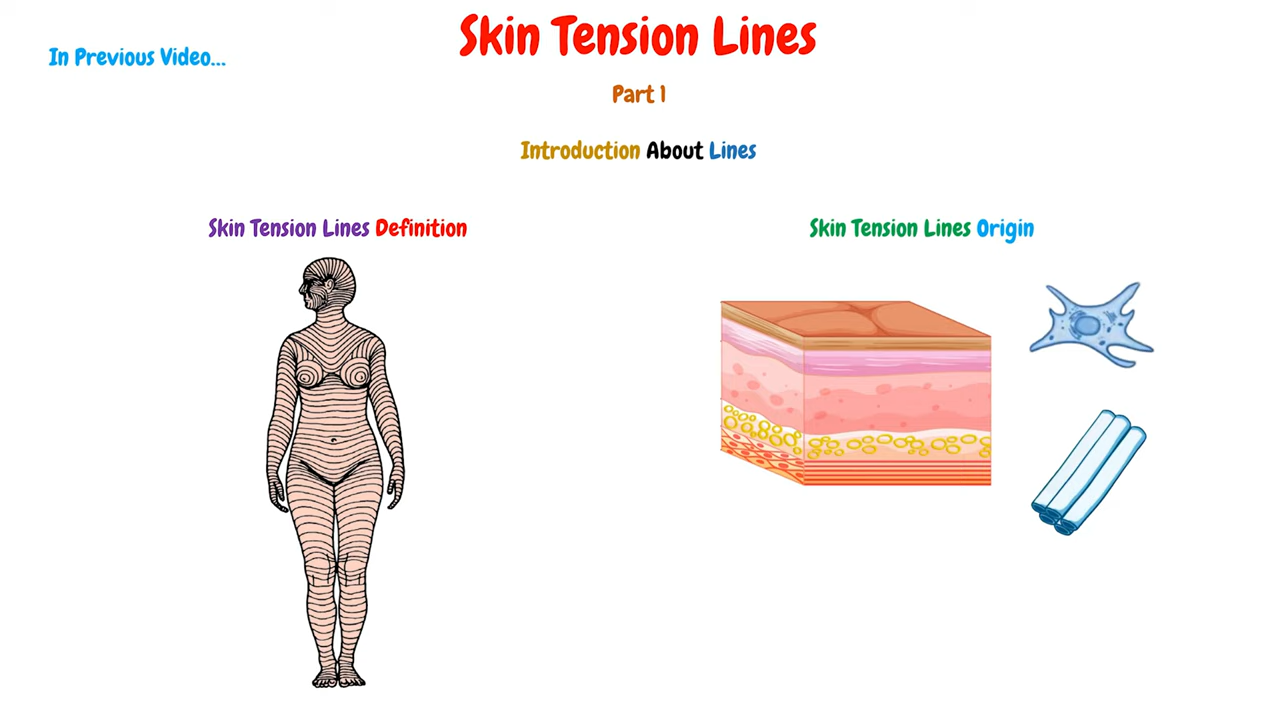 In Previous Video...
Skin Tension Lines
Part 1
Introduction About Lines
Skin Tension Lines Definition
Skin Tension Lines Origin